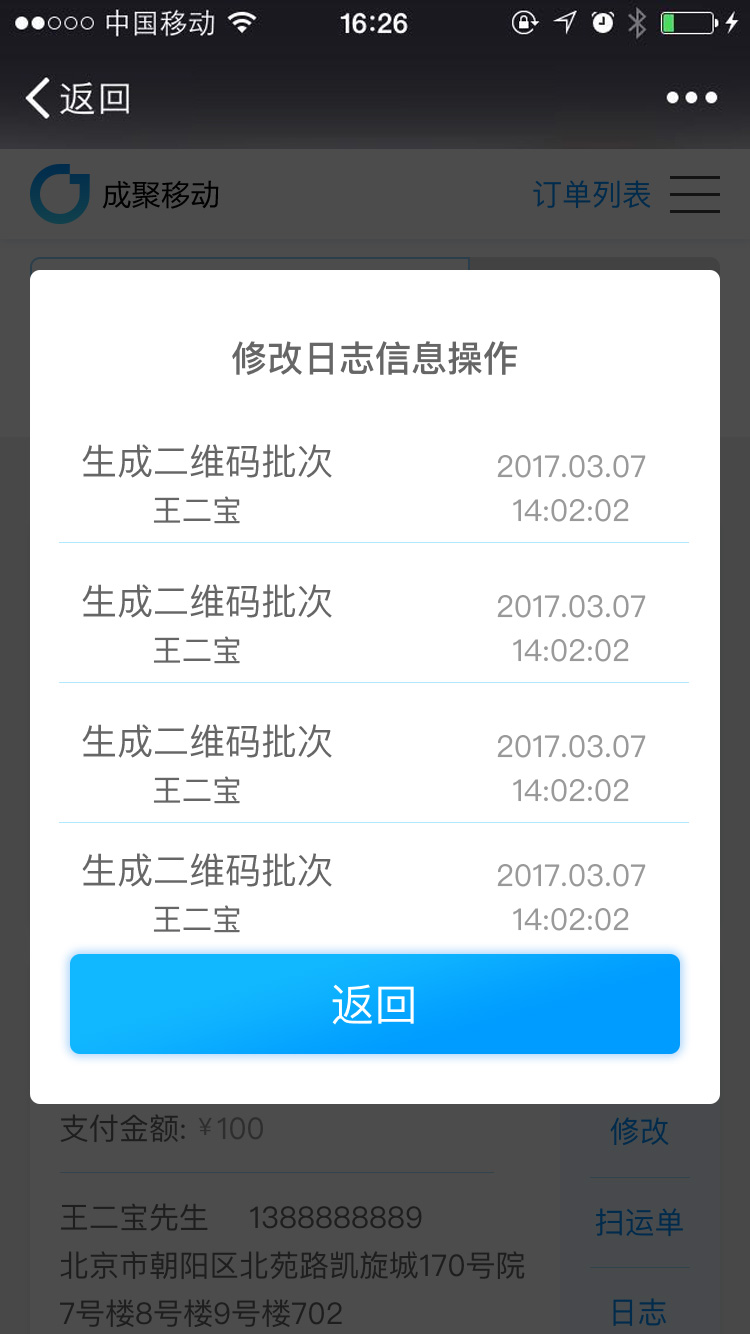 中国移动 16:26
返回
成聚移动 订单列表
修改日志信息操作
生成二维码批次 2017.03.07
王二宝 14:02:02
生成二维码批次 2017.03.07
王二宝 14:02:02
生成二维码批次 2017.03.07
王二宝 14:02:02
生成二维码批次 2017.03.07
王二宝 14:02:02
返回
支付金额: ¥100 修改
王二宝先生 1388888889 扫运单
北京市朝阳区北苑路凯旋城170号院
7号楼8号楼9号楼702 日志